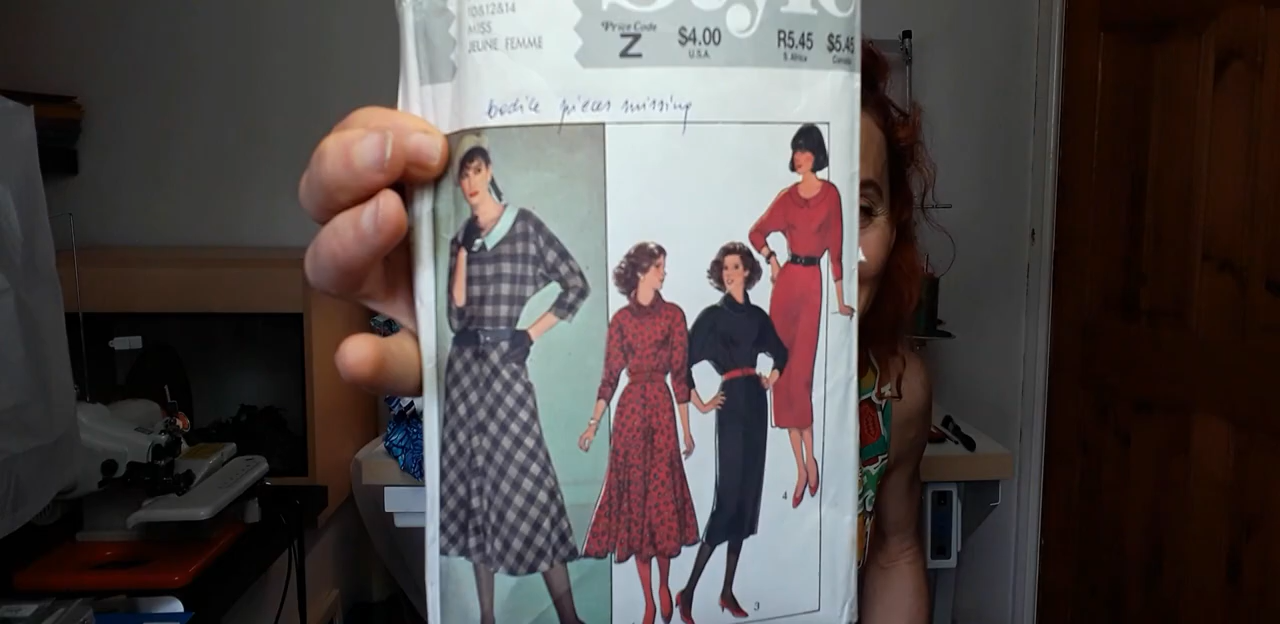 Style
10&12&14
MISS
JEUNE FEMME
Price Code
Z
$4.00
U.S.A.
R5.45
S. Africa
$5.45
Canada
bodice pieces missing
4
3